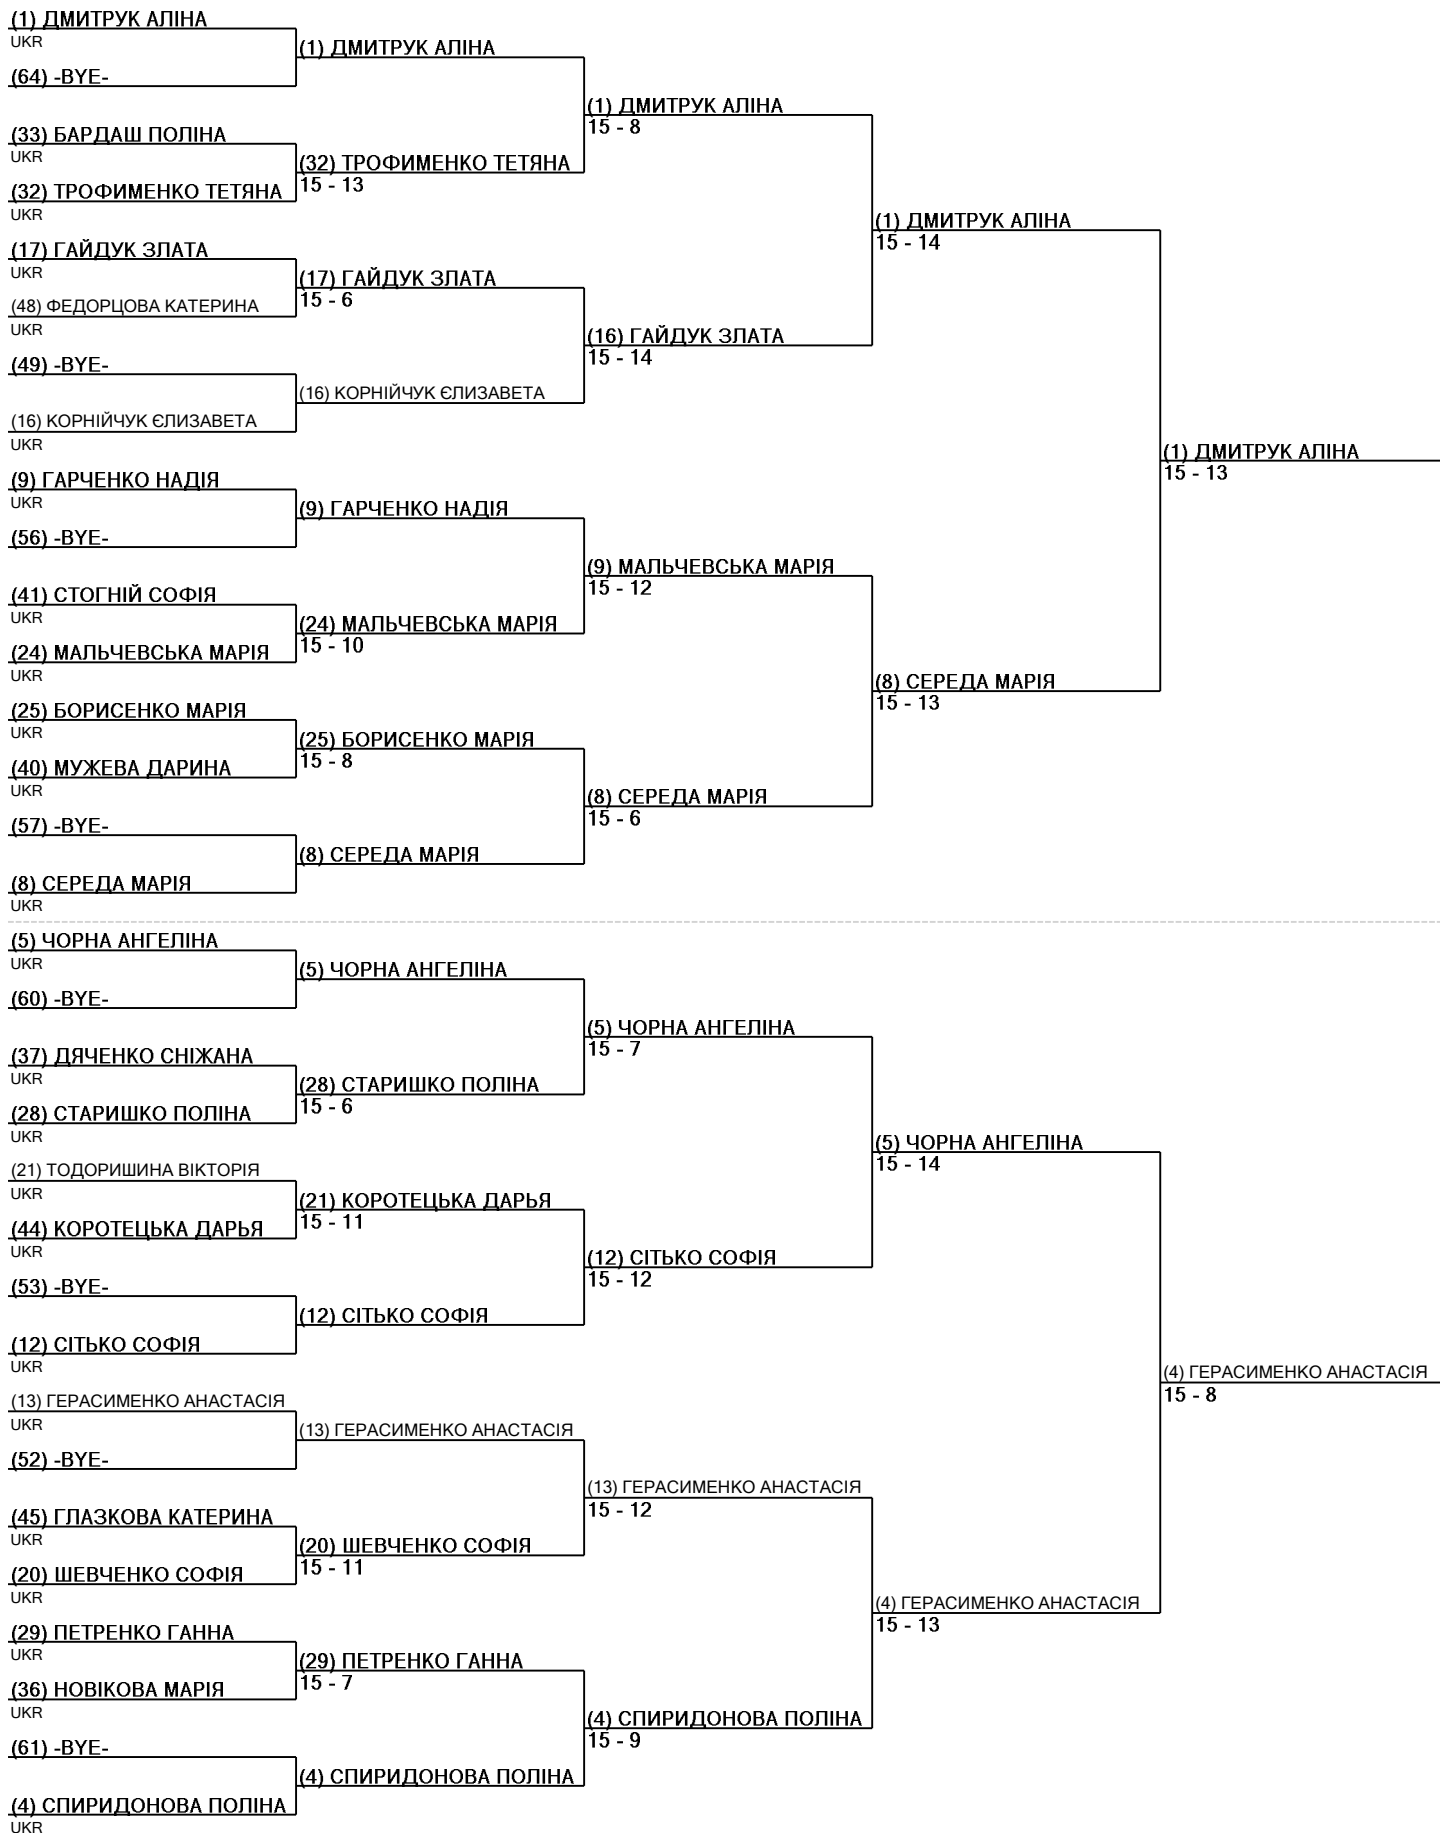 (1) ДМИТРУК АЛІНА
UKR
(64) -BYE-
(33) БАРДАШ ПОЛІНА
UKR
(32) ТРОФИМЕНКО ТЕТЯНА
UKR
(17) ГАЙДУК ЗЛАТА
UKR
(48) ФЕДОРЦОВА КАТЕРИНА
UKR
(49) -BYE-
(16) КОРНІЙЧУК ЄЛИЗАВЕТА
UKR
(9) ГАРЧЕНКО НАДІЯ
UKR
(56) -BYE-
(41) СТОГНІЙ СОФІЯ
UKR
(24) МАЛЬЧЕВСЬКА МАРІЯ
UKR
(25) БОРИСЕНКО МАРІЯ
UKR
(40) МУЖЕВА ДАРИНА
UKR
(57) -BYE-
(8) СЕРЕДА МАРІЯ
UKR
(5) ЧОРНА АНГЕЛІНА
UKR
(60) -BYE-
(37) ДЯЧЕНКО СНІЖАНА
UKR
(28) СТАРИШКО ПОЛІНА
UKR
(21) ТОДОРИШИНА ВІКТОРІЯ
UKR
(44) КОРОТЕЦЬКА ДАРЬЯ
UKR
(53) -BYE-
(12) СІТЬКО СОФІЯ
UKR
(13) ГЕРАСИМЕНКО АНАСТАСІЯ
UKR
(52) -BYE-
(45) ГЛАЗКОВА КАТЕРИНА
UKR
(20) ШЕВЧЕНКО СОФІЯ
UKR
(29) ПЕТРЕНКО ГАННА
UKR
(36) НОВІКОВА МАРІЯ
UKR
(61) -BYE-
(4) СПИРИДОНОВА ПОЛІНА
UKR
(1) ДМИТРУК АЛІНА
(32) ТРОФИМЕНКО ТЕТЯНА
15 - 13
(17) ГАЙДУК ЗЛАТА
15 - 6
(16) КОРНІЙЧУК ЄЛИЗАВЕТА
(9) ГАРЧЕНКО НАДІЯ
(24) МАЛЬЧЕВСЬКА МАРІЯ
15 - 10
(25) БОРИСЕНКО МАРІЯ
15 - 8
(8) СЕРЕДА МАРІЯ
(5) ЧОРНА АНГЕЛІНА
(28) СТАРИШКО ПОЛІНА
15 - 6
(21) КОРОТЕЦЬКА ДАРЬЯ
15 - 11
(12) СІТЬКО СОФІЯ
(13) ГЕРАСИМЕНКО АНАСТАСІЯ
(20) ШЕВЧЕНКО СОФІЯ
15 - 11
(29) ПЕТРЕНКО ГАННА
15 - 7
(4) СПИРИДОНОВА ПОЛІНА
(1) ДМИТРУК АЛІНА
15 - 8
(16) ГАЙДУК ЗЛАТА
15 - 14
(9) МАЛЬЧЕВСЬКА МАРІЯ
15 - 12
(8) СЕРЕДА МАРІЯ
15 - 6
(5) ЧОРНА АНГЕЛІНА
15 - 7
(12) СІТЬКО СОФІЯ
15 - 12
(13) ГЕРАСИМЕНКО АНАСТАСІЯ
15 - 12
(4) СПИРИДОНОВА ПОЛІНА
15 - 9
(1) ДМИТРУК АЛІНА
15 - 14
(8) СЕРЕДА МАРІЯ
15 - 13
(5) ЧОРНА АНГЕЛІНА
15 - 14
(4) ГЕРАСИМЕНКО АНАСТАСІЯ
15 - 13
(1) ДМИТРУК АЛІНА
15 - 13
(4) ГЕРАСИМЕНКО АНАСТАСІЯ
15 - 8